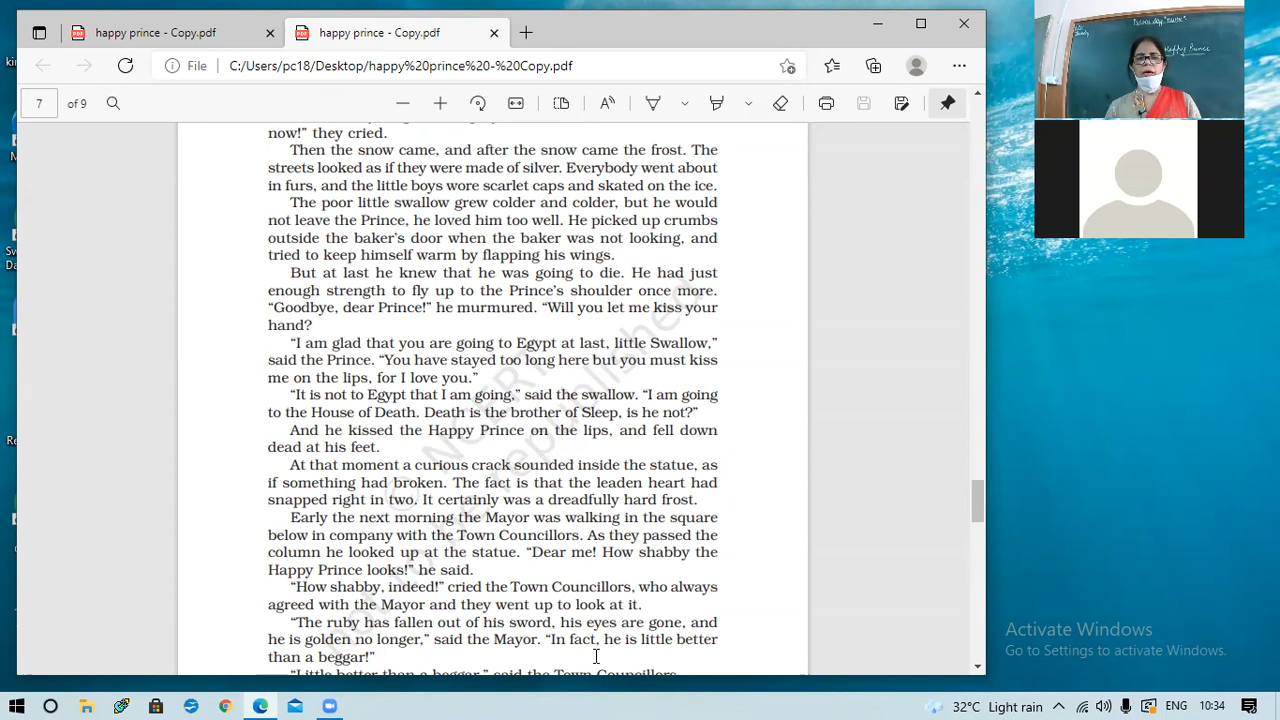 happy prince - Copy.pdf
happy prince - Copy.pdf
File
C:/Users/pc18/Desktop/happy%20prince%20-%20Copy.pdf
7 of 9
now!” they cried.
Then the snow came, and after the snow came the frost. The
streets looked as if they were made of silver. Everybody went about
in furs, and the little boys wore scarlet caps and skated on the ice.
The poor little swallow grew colder and colder, but he would
not leave the Prince, he loved him too well. He picked up crumbs
outside the baker’s door when the baker was not looking, and
tried to keep himself warm by flapping his wings.
But at last he knew that he was going to die. He had just
enough strength to fly up to the Prince’s shoulder once more.
“Goodbye, dear Prince!” he murmured. “Will you let me kiss your
hand?
“I am glad that you are going to Egypt at last, little Swallow,”
said the Prince. “You have stayed too long here but you must kiss
me on the lips, for I love you.”
“It is not to Egypt that I am going,” said the swallow. “I am going
to the House of Death. Death is the brother of Sleep, is he not?”
And he kissed the Happy Prince on the lips, and fell down
dead at his feet.
At that moment a curious crack sounded inside the statue, as
if something had broken. The fact is that the leaden heart had
snapped right in two. It certainly was a dreadfully hard frost.
Early the next morning the Mayor was walking in the square
below in company with the Town Councillors. As they passed the
column he looked up at the statue. “Dear me! How shabby the
Happy Prince looks!” he said.
“How shabby, indeed!” cried the Town Councillors, who always
agreed with the Mayor and they went up to look at it.
“The ruby has fallen out of his sword, his eyes are gone, and
he is golden no longer,” said the Mayor. “In fact, he is little better
than a beggar!”
“Little better than a beggar,” said the Town Councillors.
© NCERT
not to be republished
Happy Prince
Activate Windows
Go to Settings to activate Windows.
32°C Light rain
ENG
10:34